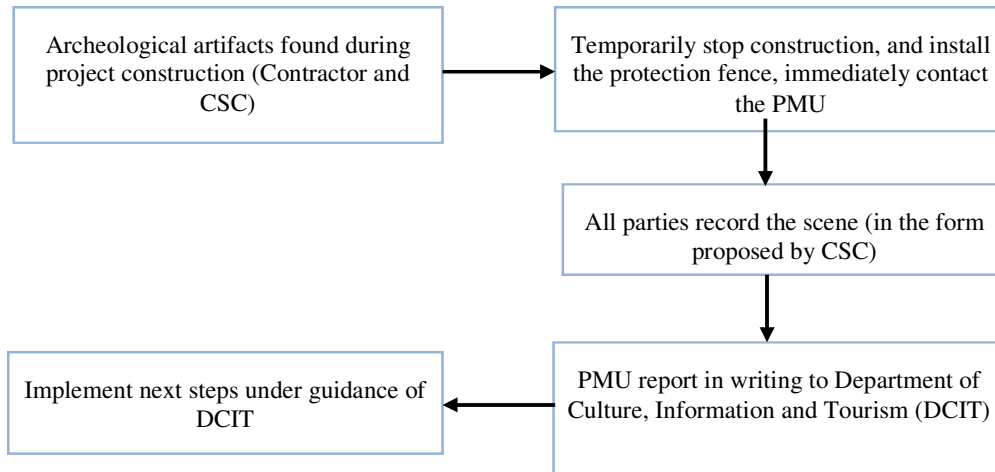 Archeological artifacts found during
project construction (Contractor and
CSC)
Temporarily stop construction, and install
the protection fence, immediately contact
the PMU
All parties record the scene (in the form
proposed by CSC)
PMU report in writing to Department of
Culture, Information and Tourism (DCIT)
Implement next steps under guidance of
DCIT